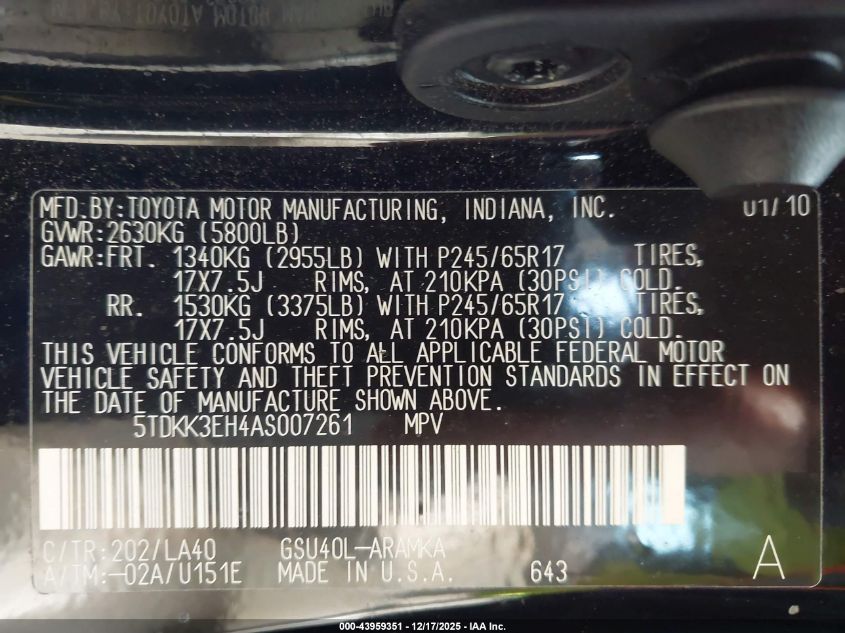 MFD.BY:TOYOTA MOTOR MANUFACTURING, INDIANA, INC. 01/10
GVWR:2630KG (5800LB)
GAWR:FRT. 1340KG (2955LB) WITH P245/65R17 TIRES,
17X7.5J RIMS, AT 210KPA (30PSI) COLD.
RR. 1530KG (3375LB) WITH P245/65R17 TIRES,
17X7.5J RIMS, AT 210KPA (30PSI) COLD.
THIS VEHICLE CONFORMS TO ALL APPLICABLE FEDERAL MOTOR
VEHICLE SAFETY AND THEFT PREVENTION STANDARDS IN EFFECT ON
THE DATE OF MANUFACTURE SHOWN ABOVE.
5TDKK3EH4AS007261 MPV
C/TR:202/LA40 GSU40L-ARAMKA
A/TM:-02A/U151E MADE IN U.S.A. 643 A
000-43959351 - 12/17/2025 - IAA Inc.